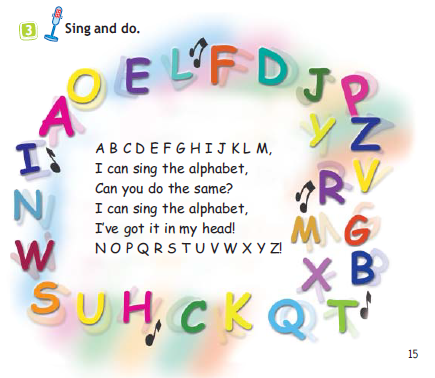 3 Sing and do.
O E L F D J P
A
Y Z
I
V
N R
M G
W
X B
S U H C K Q T
A B C D E F G H I J K L M,
I can sing the alphabet,
Can you do the same?
I can sing the alphabet,
I've got it in my head!
N O P Q R S T U V W X Y Z!
15